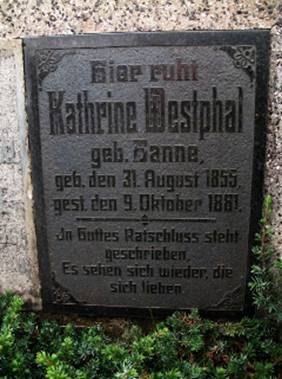 Hier ruht
Kathrine Westphal
geb. Hanne,
geb. den 31. August 1855,
gest. den 9. Oktober 1881.
In Gottes Ratschluss steht
geschrieben,
Es sehen sich wieder, die
sich lieben.